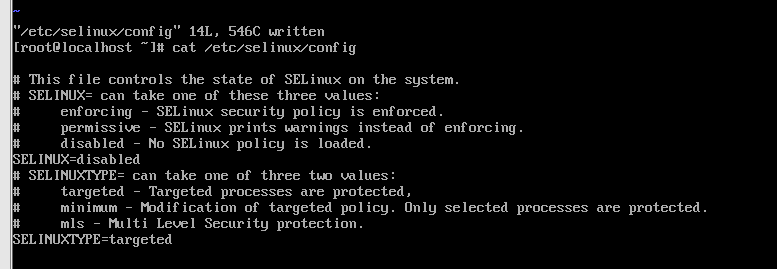 ~
"/etc/selinux/config" 14L, 546C written
[root@localhost ~]# cat /etc/selinux/config
# This file controls the state of SELinux on the system.
# SELINUX= can take one of these three values:
#     enforcing - SELinux security policy is enforced.
#     permissive - SELinux prints warnings instead of enforcing.
#     disabled - No SELinux policy is loaded.
SELINUX=disabled
# SELINUXTYPE= can take one of three two values:
#     targeted - Targeted processes are protected,
#     minimum - Modification of targeted policy. Only selected processes are protected.
#     mls - Multi Level Security protection.
SELINUXTYPE=targeted